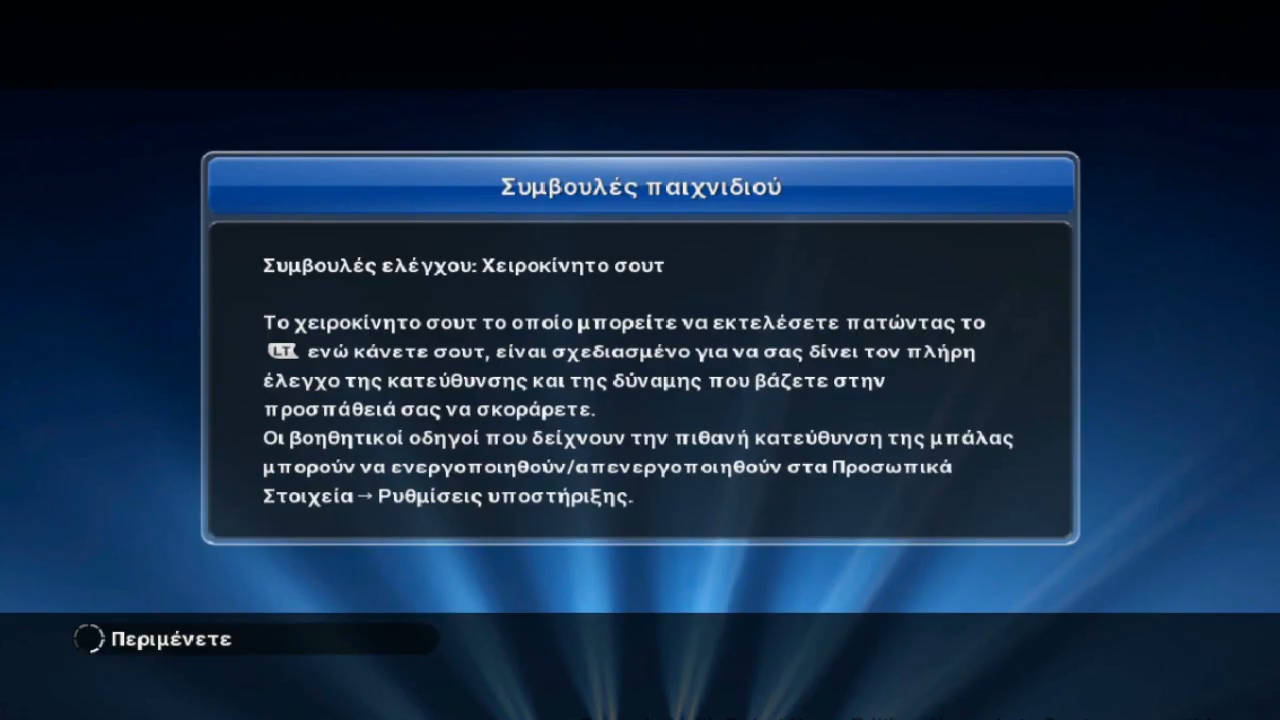 Συμβουλές παιχνιδιού
Συμβουλές ελέγχου: Χειροκίνητο σουτ
Το χειροκίνητο σουτ το οποίο μπορείτε να εκτελέσετε πατώντας το
LT ενώ κάνετε σουτ, είναι σχεδιασμένο για να σας δίνει τον πλήρη
έλεγχο της κατεύθυνσης και της δύναμης που βάζετε στην
προσπάθειά σας να σκοράρετε.
Οι βοηθητικοί οδηγοί που δείχνουν την πιθανή κατεύθυνση της μπάλας
μπορούν να ενεργοποιηθούν/απενεργοποιηθούν στα Προσωπικά
Στοιχεία → Ρυθμίσεις υποστήριξης.
Περιμένετε